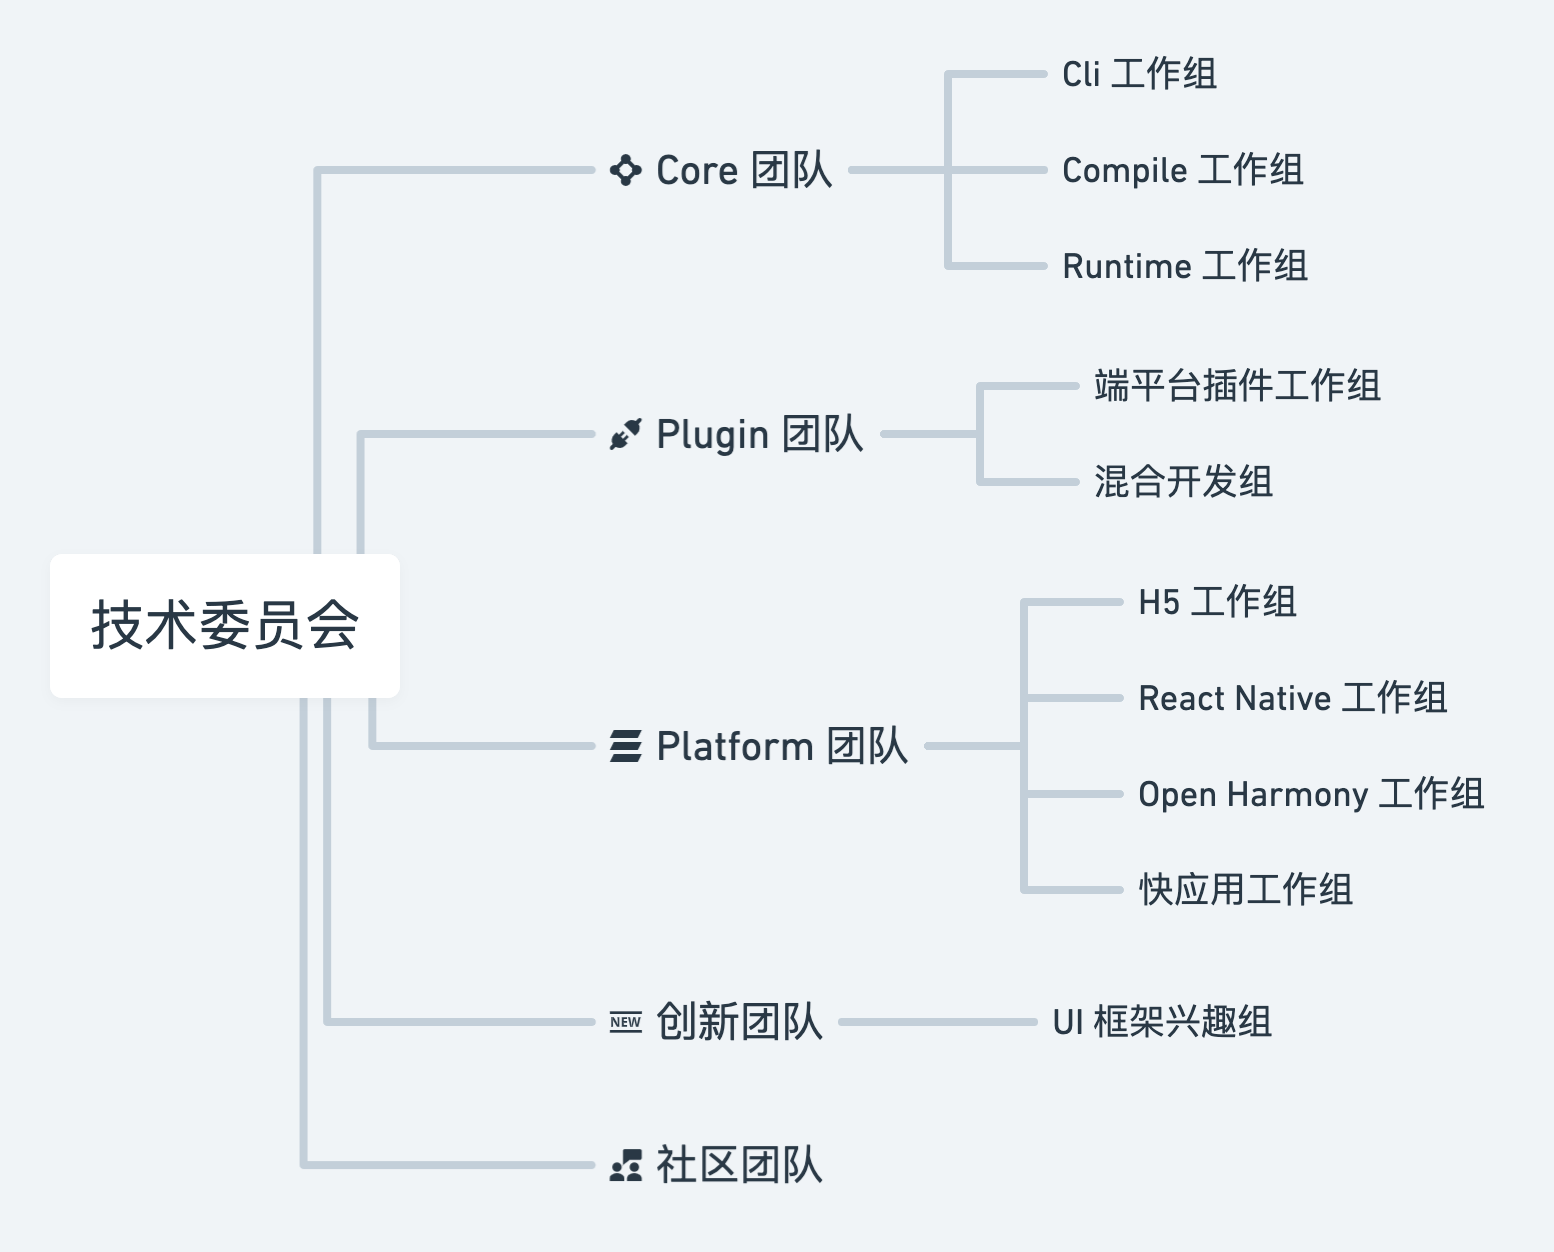 技术委员会
Core 团队
Cli 工作组
Compile 工作组
Runtime 工作组
Plugin 团队
端平台插件工作组
混合开发组
Platform 团队
H5 工作组
React Native 工作组
Open Harmony 工作组
快应用工作组
NEW 创新团队
UI 框架兴趣组
社区团队